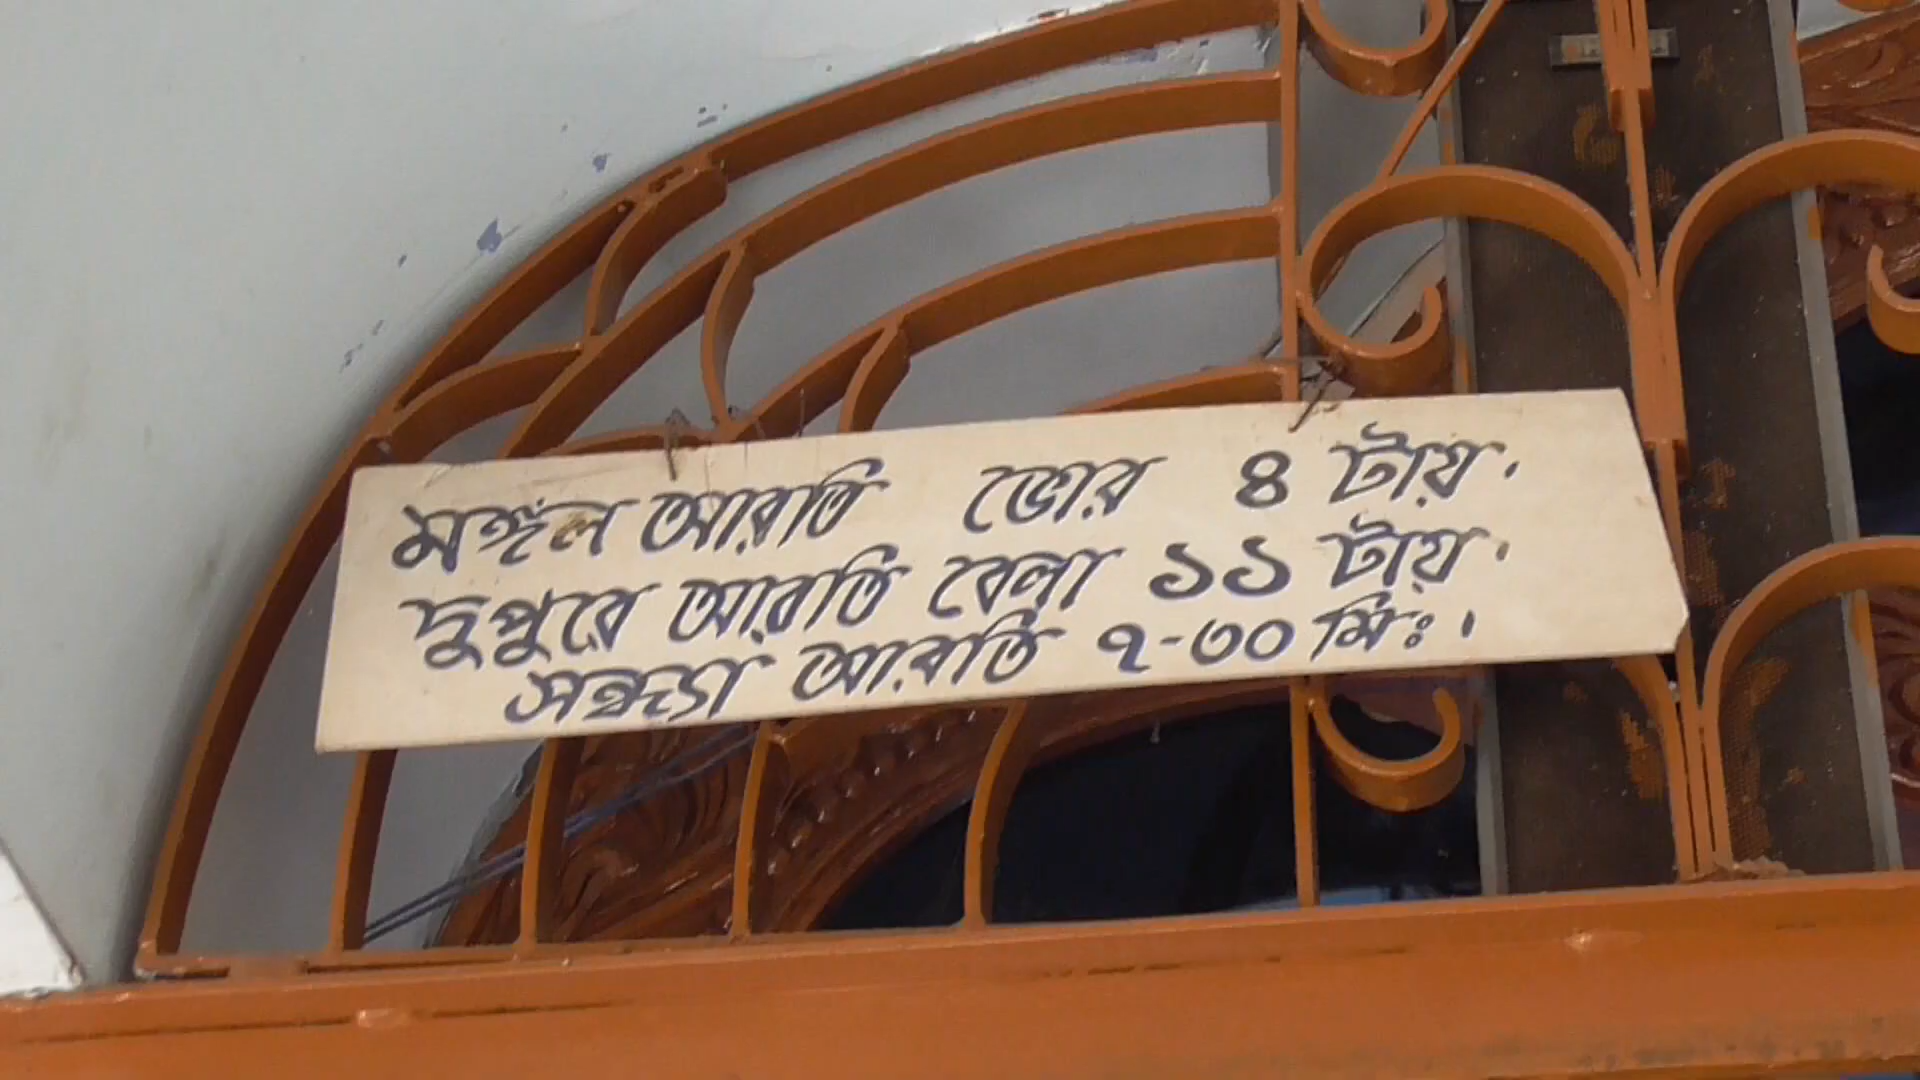 মঙ্গল আরতি ভোর ৪ টায়.
দুপুরে আরতি বেলা ১১ টায়.
সন্ধ্যা আরতি ৭-৩০ মিঃ।